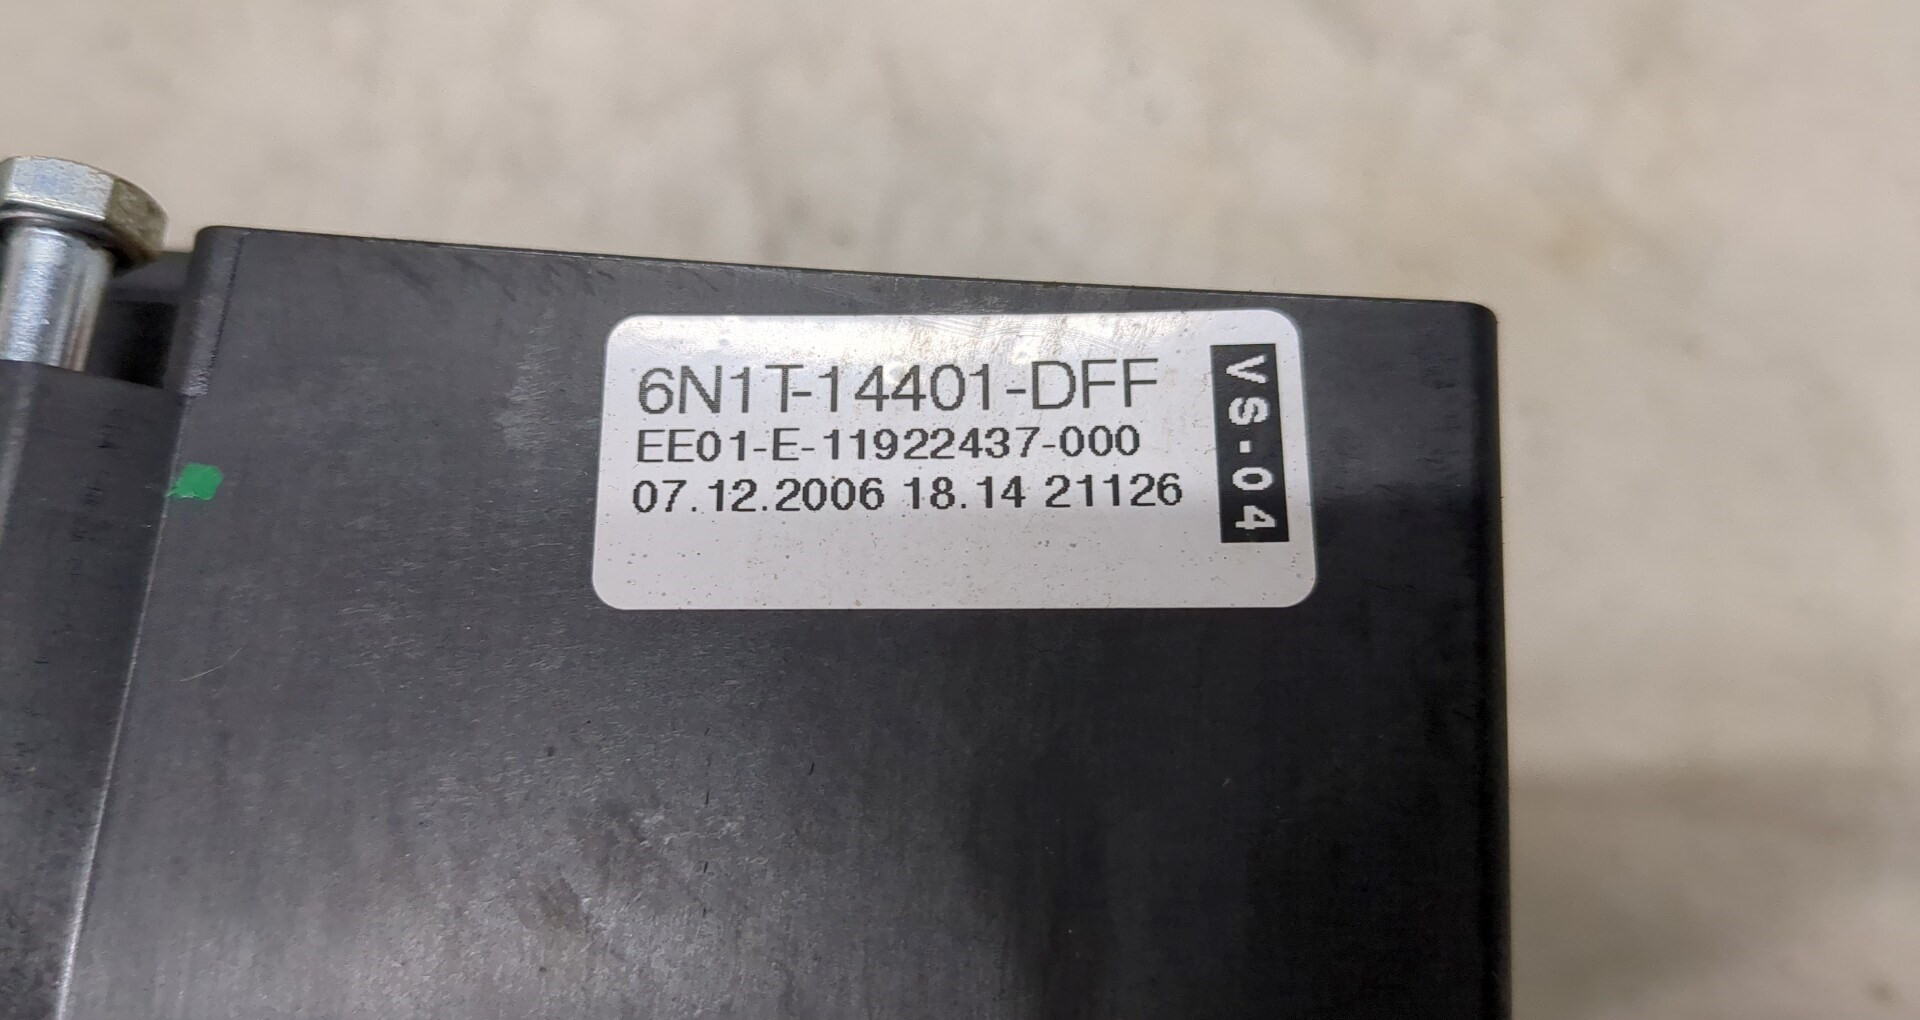 6N1T-14401-DFF
EE01-E-11922437-000
07.12.2006 18.14 21126
VS-04